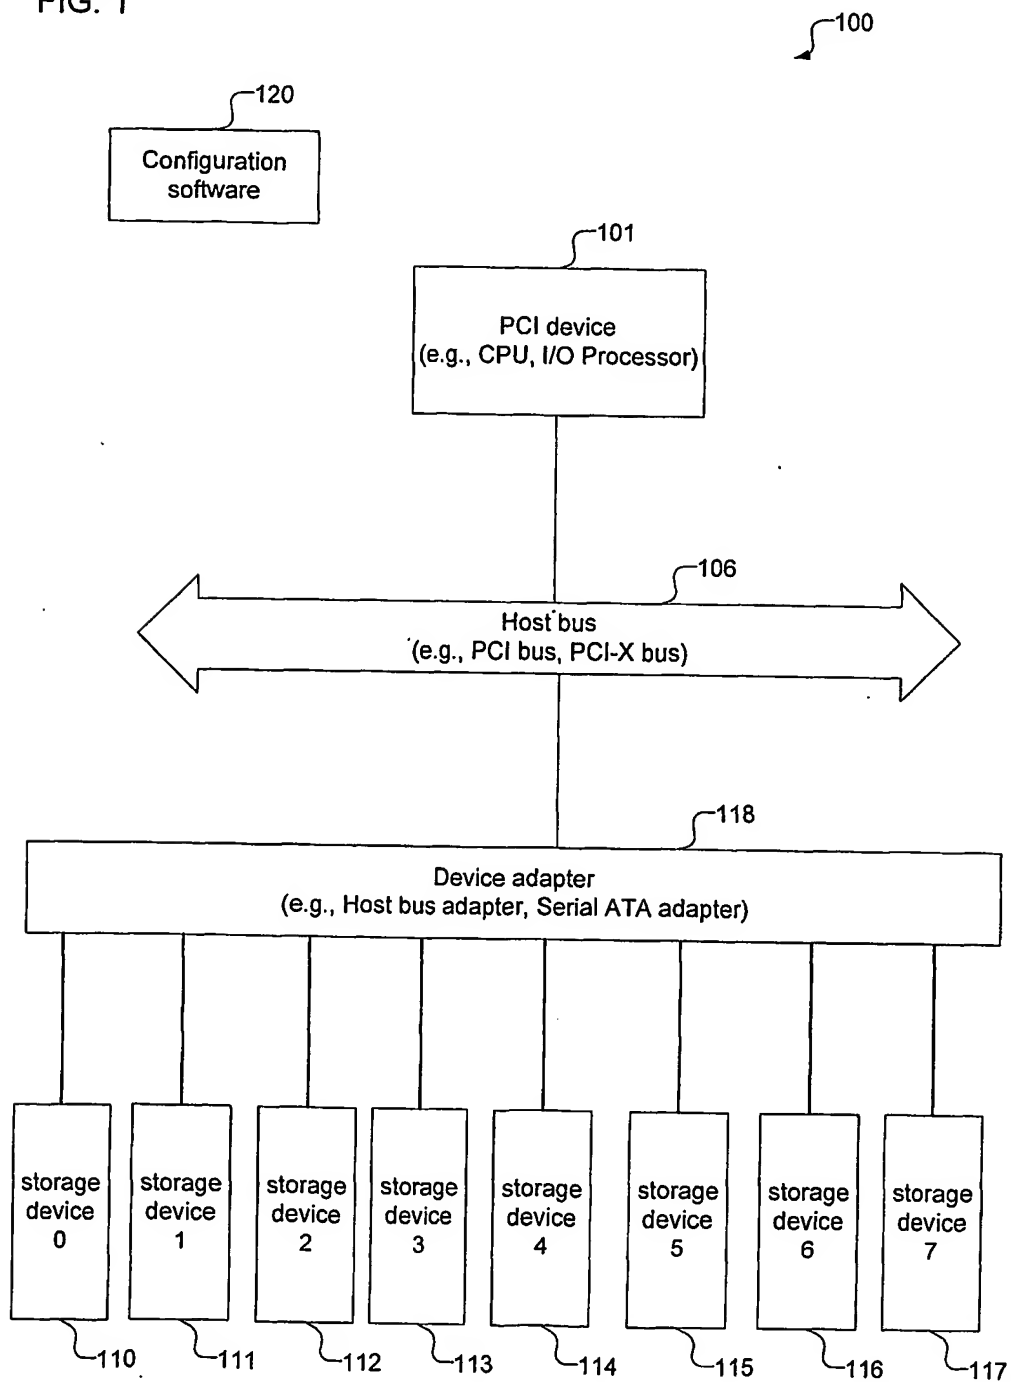 FIG. 1
100
120
Configuration
software
101
PCI device
(e.g., CPU, I/O Processor)
106
Host bus
(e.g., PCI bus, PCI-X bus)
118
Device adapter
(e.g., Host bus adapter, Serial ATA adapter)
storage
device
0
storage
device
1
storage
device
2
storage
device
3
storage
device
4
storage
device
5
storage
device
6
storage
device
7
110
111
112
113
114
115
116
117